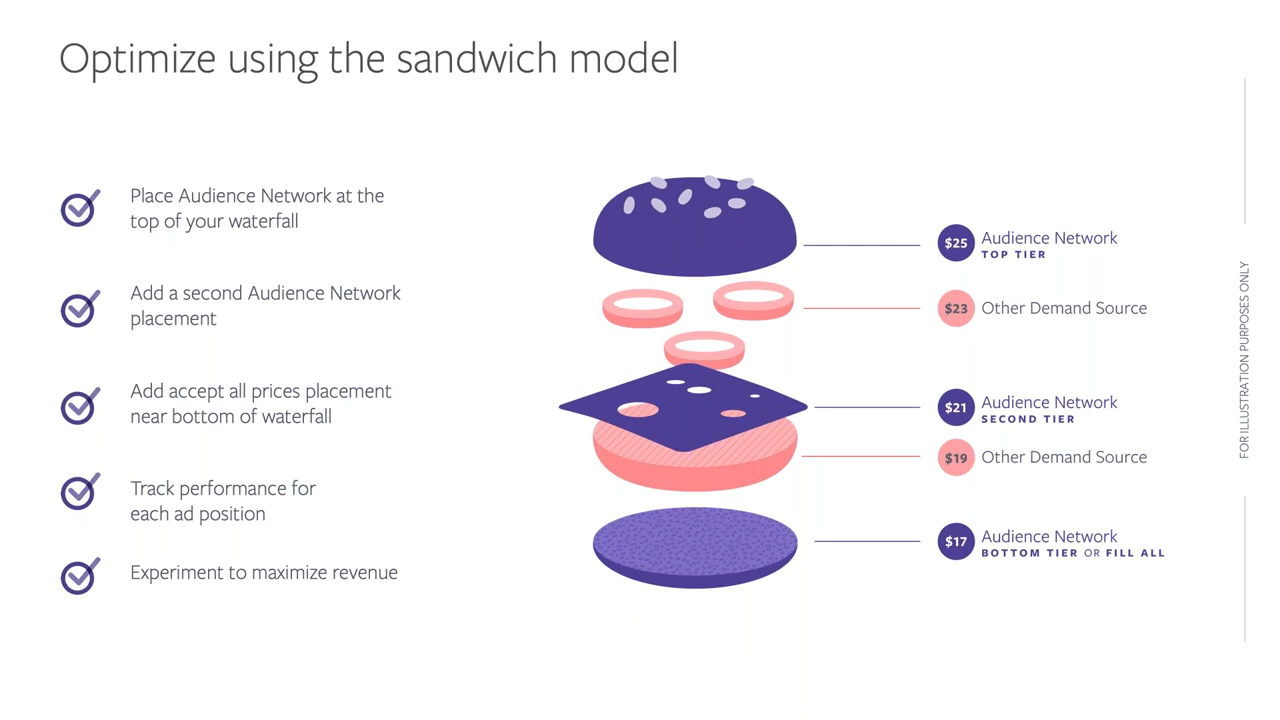 Optimize using the sandwich model
Place Audience Network at the
top of your waterfall
Add a second Audience Network
placement
Add accept all prices placement
near bottom of waterfall
Track performance for
each ad position
Experiment to maximize revenue
$25 Audience Network
TOP TIER
$23 Other Demand Source
$21 Audience Network
SECOND TIER
$19 Other Demand Source
$17 Audience Network
BOTTOM TIER OR FILL ALL
FOR ILLUSTRATION PURPOSES ONLY